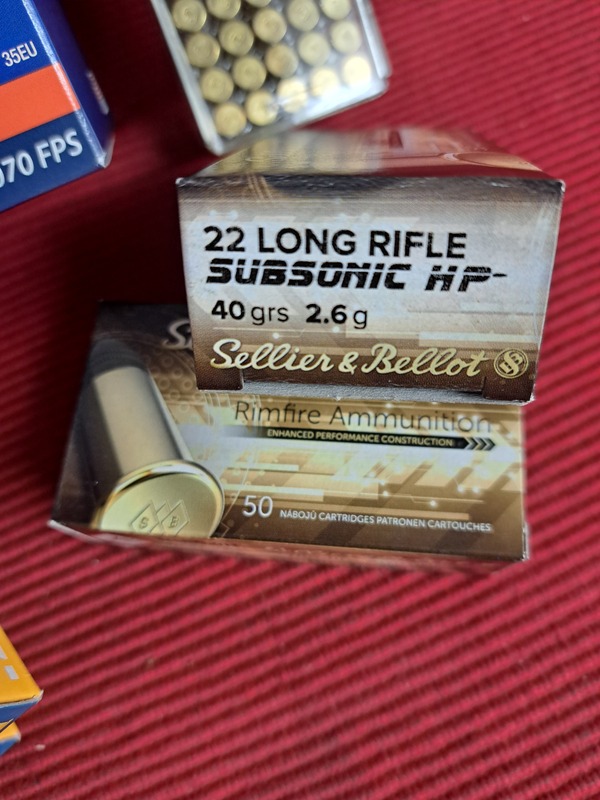 35EU
070 FPS
22 LONG RIFLE
SUBSONIC HP
40 grs 2.6 g
Sellier & Bellot
Rimfire Ammunition
ENHANCED PERFORMANCE CONSTRUCTION
50 NÁBOJŮ CARTRIDGES PATRONEN CARTOUCHES
S B